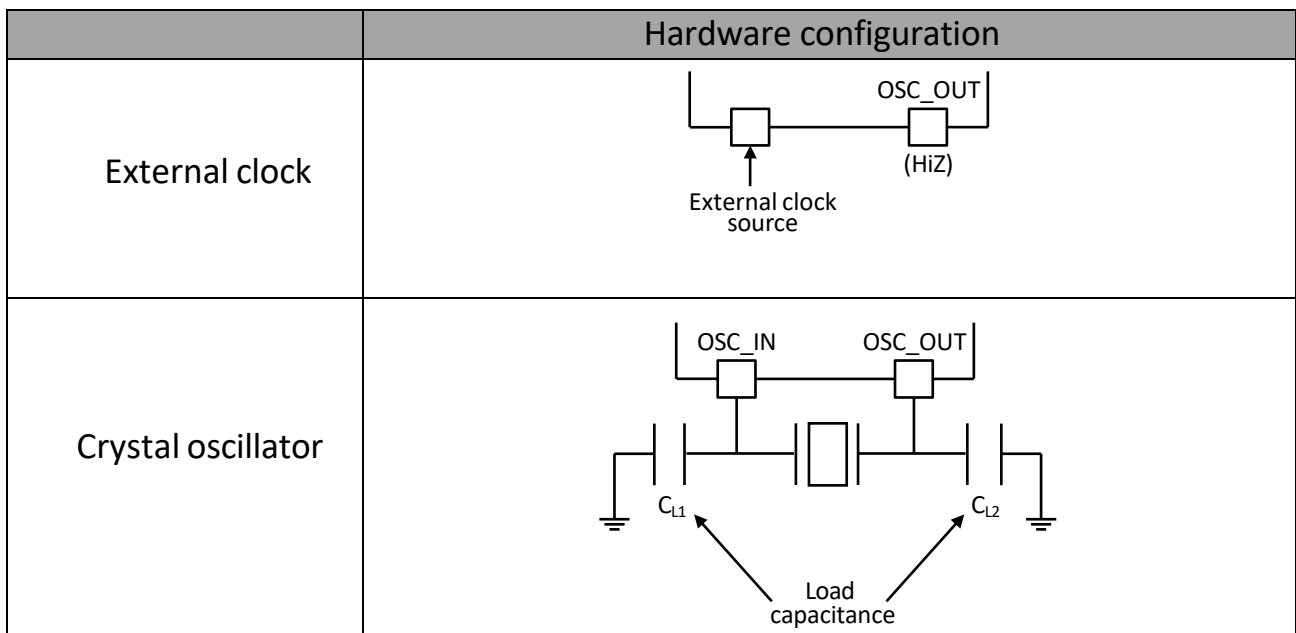 Hardware configuration
External clock
OSC_OUT
(HiZ)
External clock
source
Crystal oscillator
OSC_IN OSC_OUT
CL1 CL2
Load
capacitance